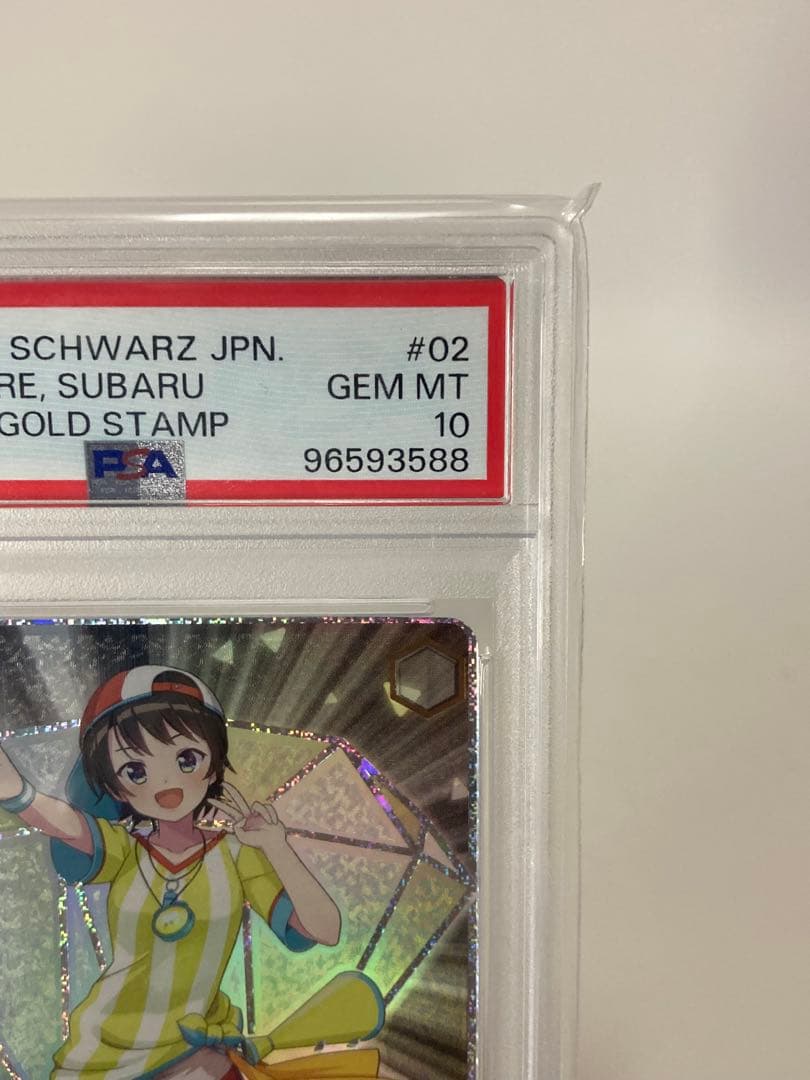 SCHWARZ JPN. #02
RE, SUBARU GEM MT
GOLD STAMP 10
PSA 96593588